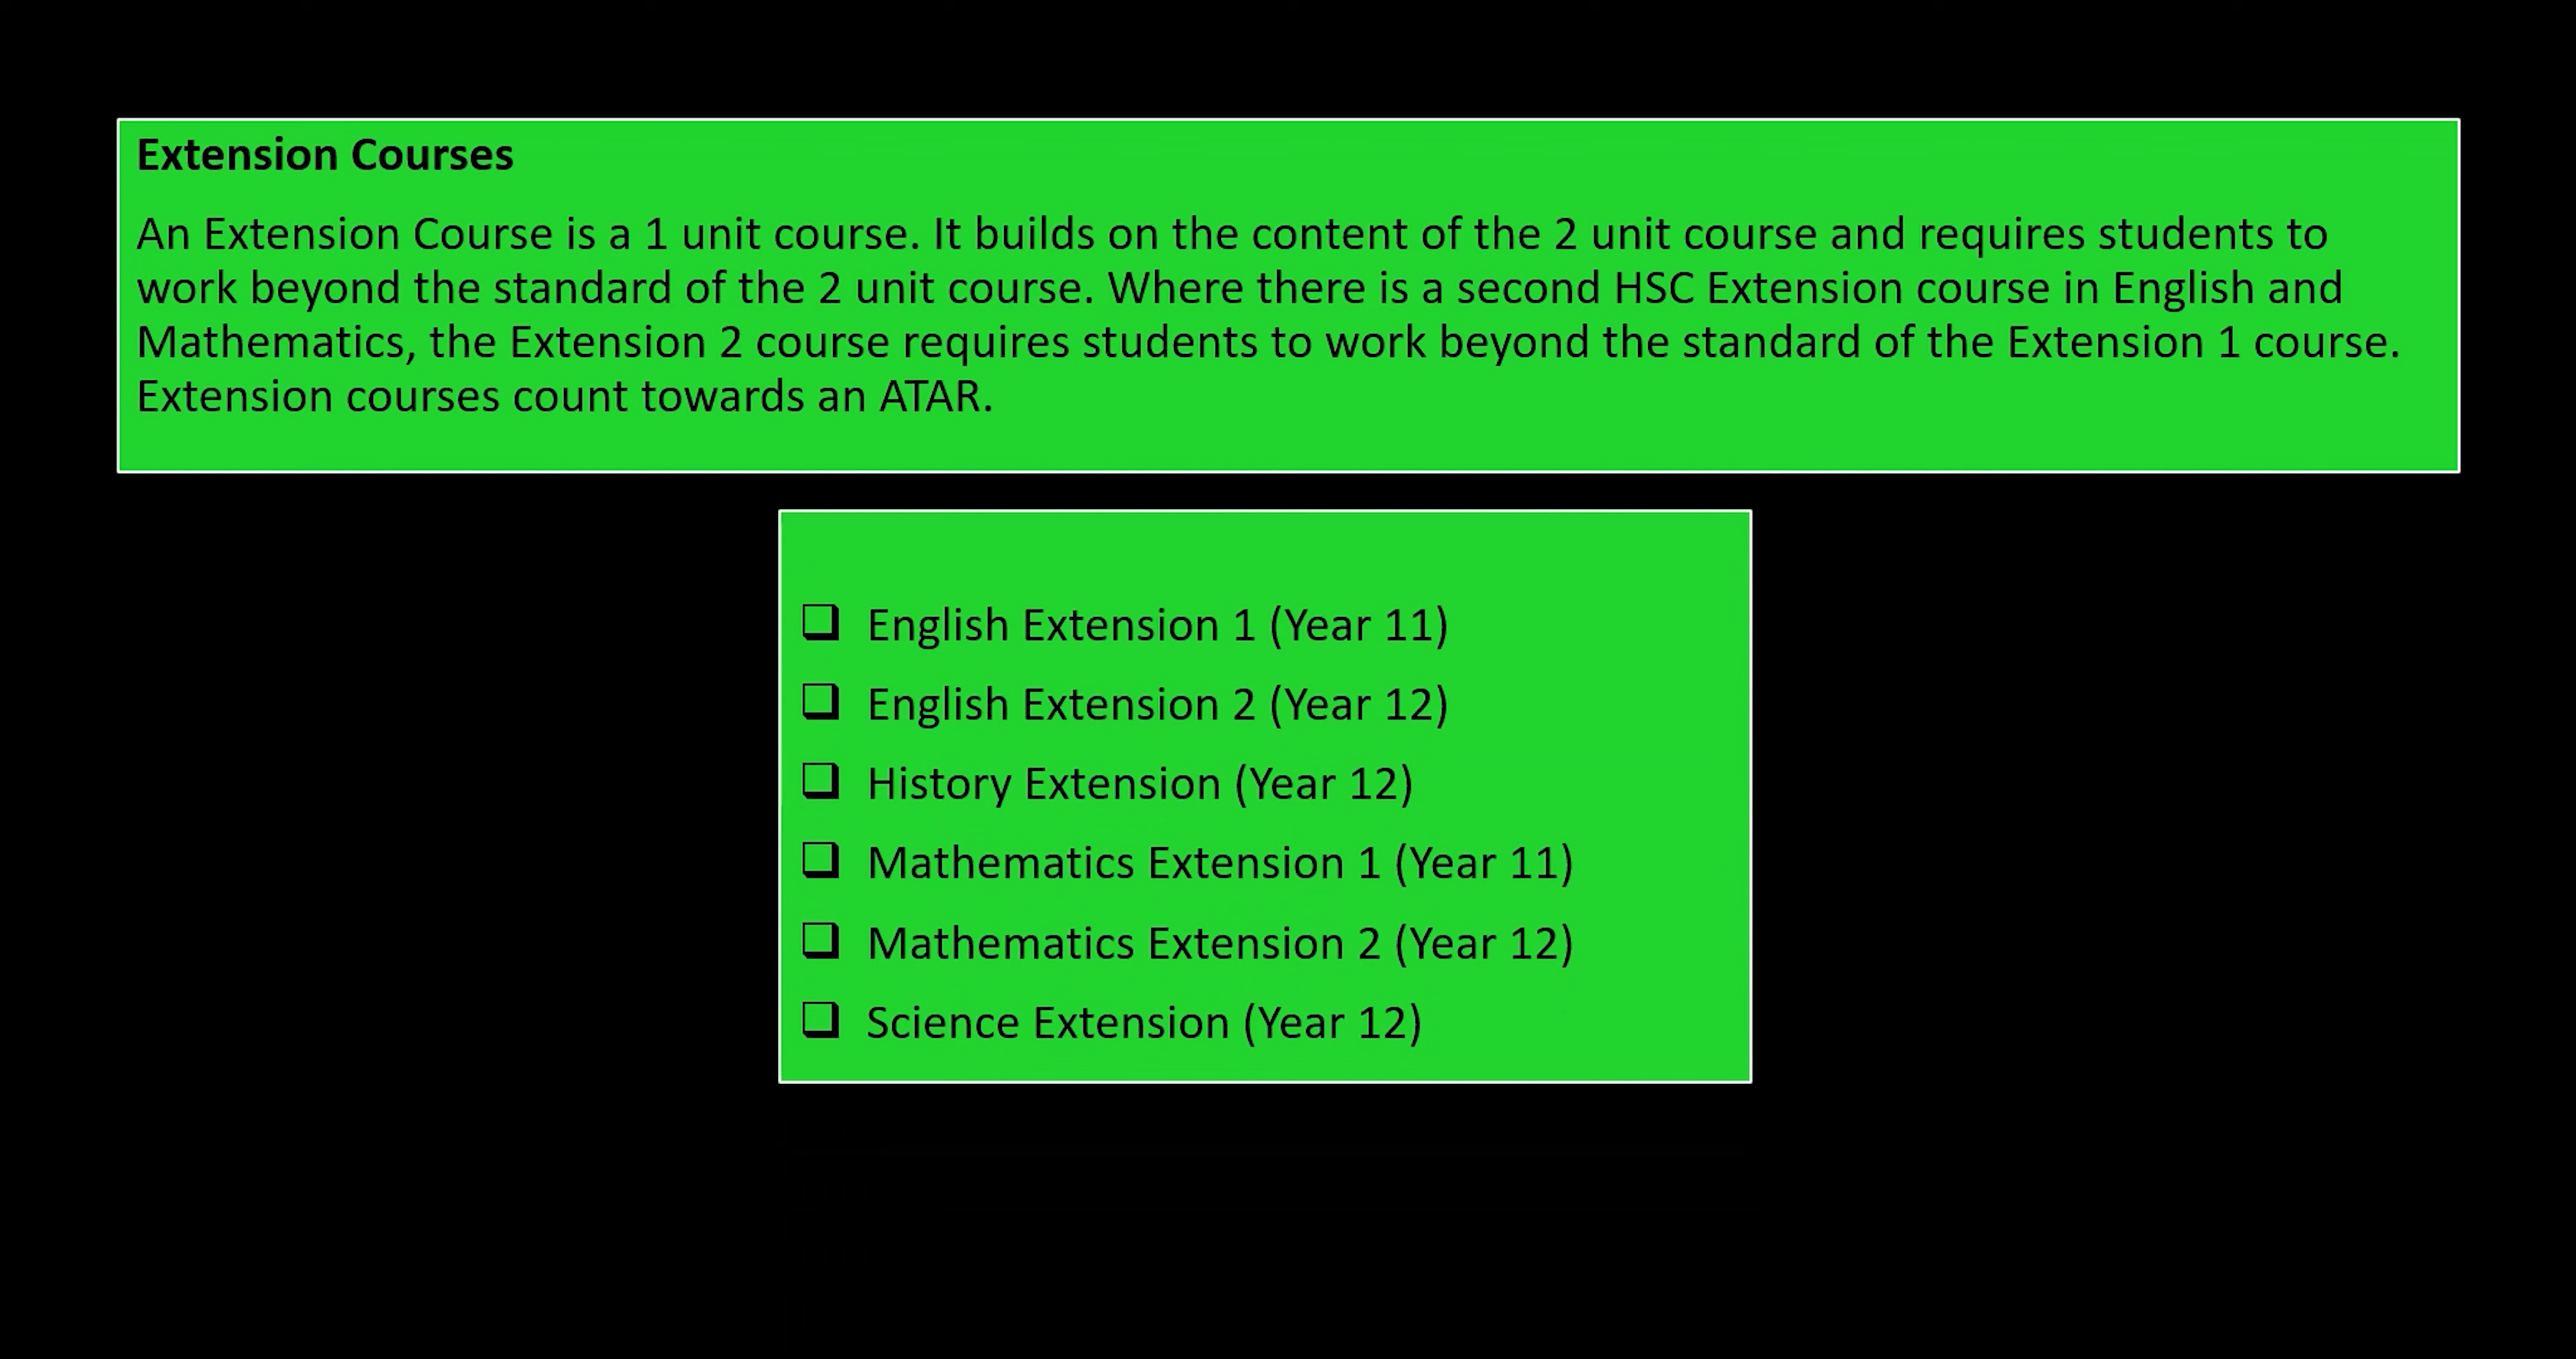 Extension Courses
An Extension Course is a 1 unit course. It builds on the content of the 2 unit course and requires students to
work beyond the standard of the 2 unit course. Where there is a second HSC Extension course in English and
Mathematics, the Extension 2 course requires students to work beyond the standard of the Extension 1 course.
Extension courses count towards an ATAR.
❑ English Extension 1 (Year 11)
❑ English Extension 2 (Year 12)
❑ History Extension (Year 12)
❑ Mathematics Extension 1 (Year 11)
❑ Mathematics Extension 2 (Year 12)
❑ Science Extension (Year 12)